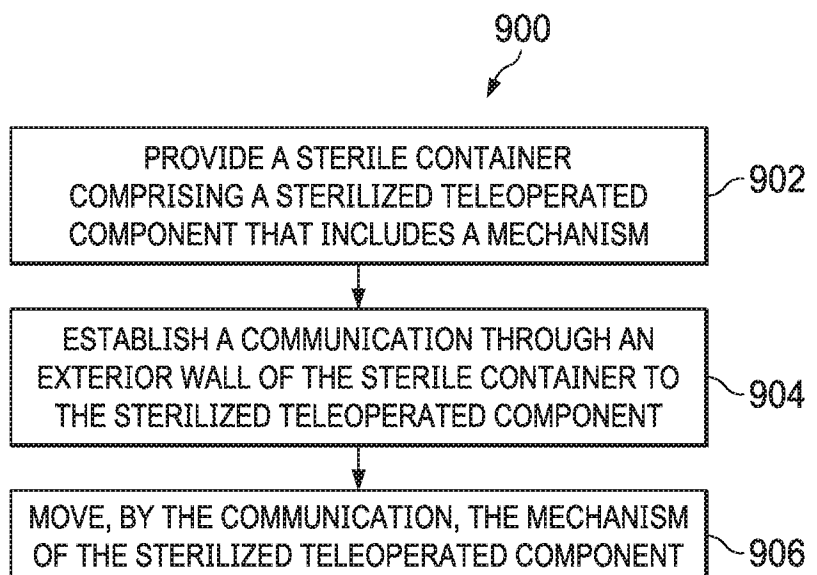 900
PROVIDE A STERILE CONTAINER
COMPRISING A STERILIZED TELEOPERATED
COMPONENT THAT INCLUDES A MECHANISM
902
ESTABLISH A COMMUNICATION THROUGH AN
EXTERIOR WALL OF THE STERILE CONTAINER TO
THE STERILIZED TELEOPERATED COMPONENT
904
MOVE, BY THE COMMUNICATION, THE MECHANISM
OF THE STERILIZED TELEOPERATED COMPONENT
906